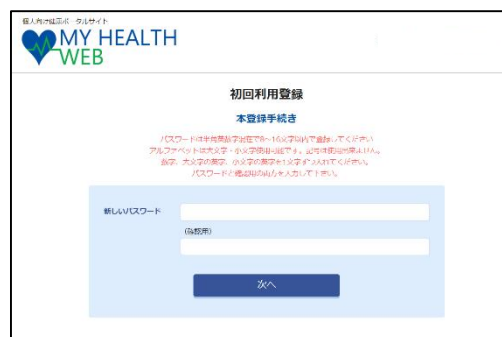 個人向け健康ポータルサイト
MY HEALTH
WEB
初回利用登録
本登録手続き
パスワードは半角英数字混在で8~16文字以内で登録してください
アルファベットは大文字・小文字使用可能です。記号は使用出来ません。
数字、大文字の英字、小文字の英字を1文字ずつ入れてください。
パスワードと確認用の両方を入力して下さい。
新しいパスワード
(確認用)
次へ